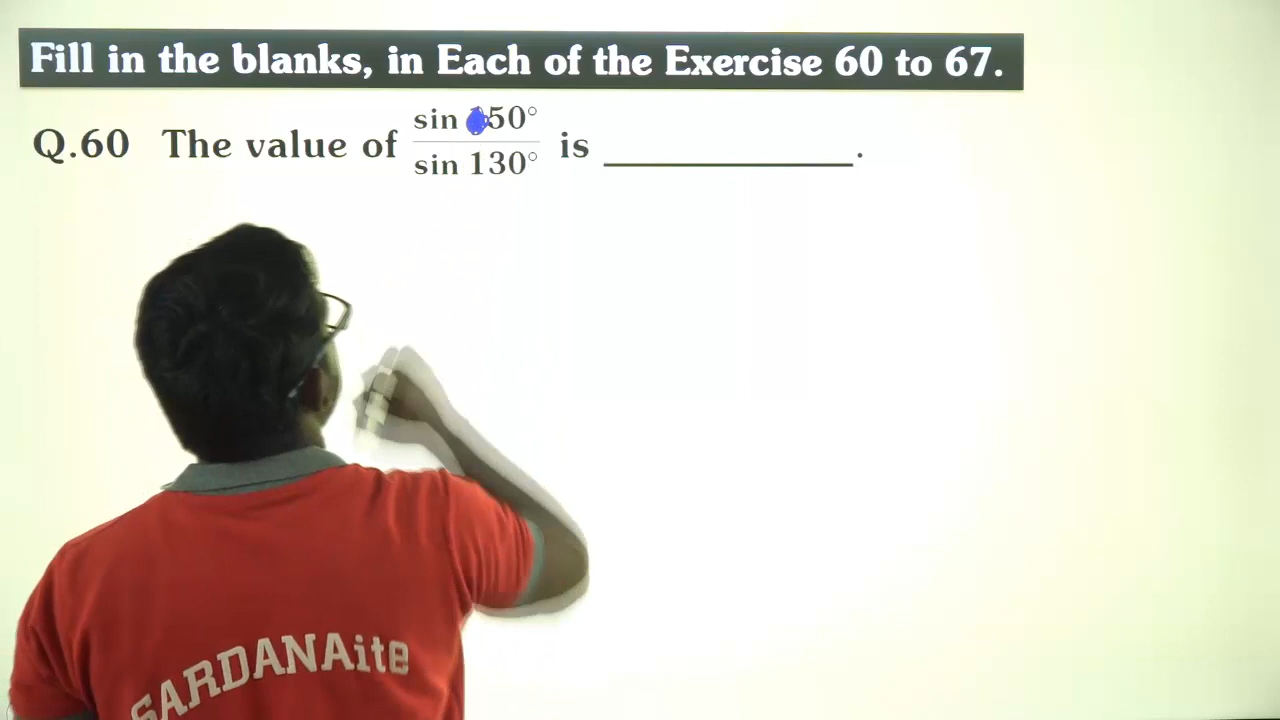 Fill in the blanks, in Each of the Exercise 60 to 67.
Q.60 The value of sin 50° / sin 130° is ____________.
SARDANAite